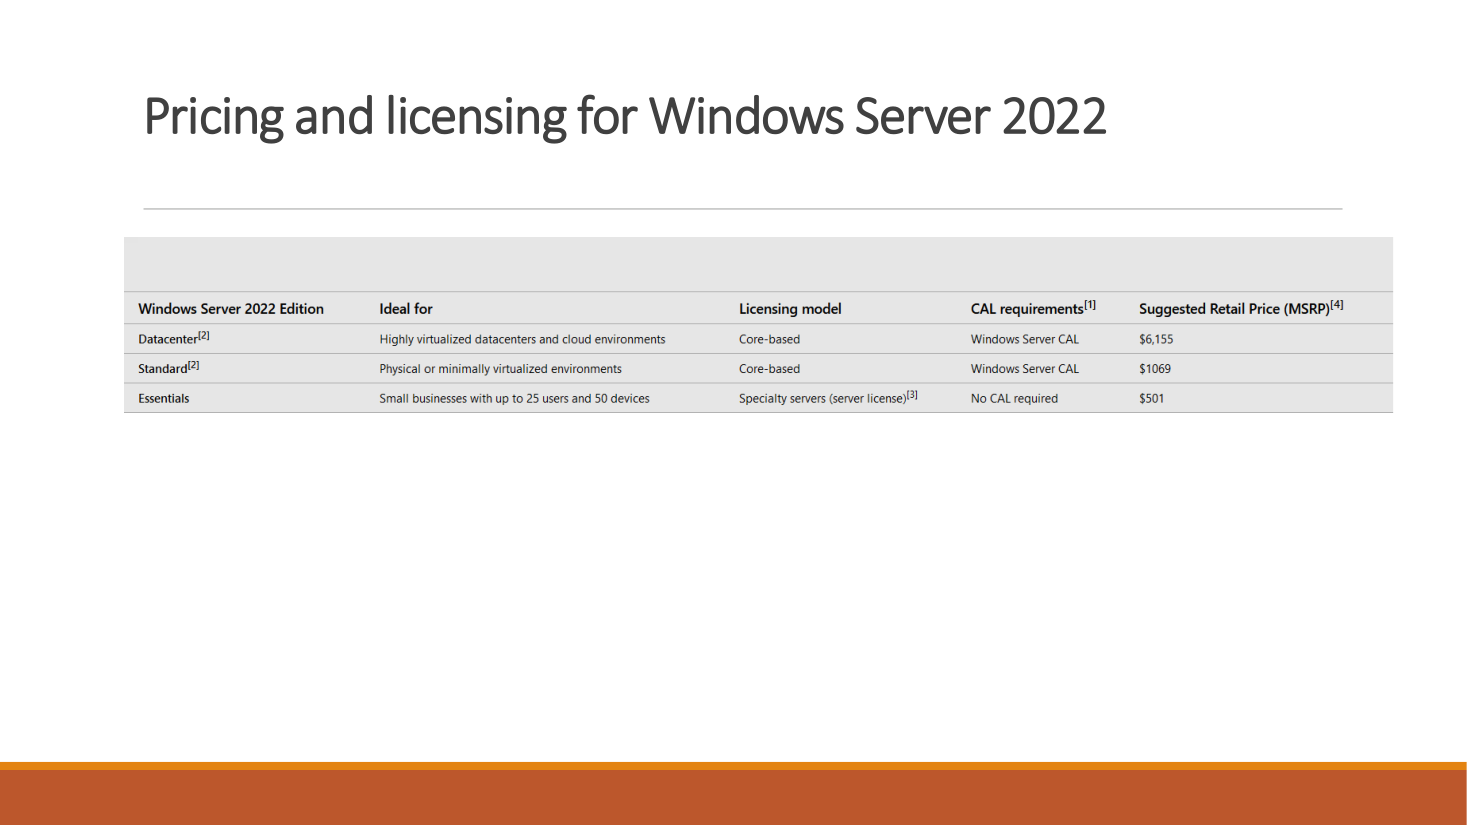 Pricing and licensing for Windows Server 2022
Windows Server 2022 Edition Ideal for Licensing model CAL requirements[1] Suggested Retail Price (MSRP)[4]
Datacenter[2] Highly virtualized datacenters and cloud environments Core-based Windows Server CAL $6,155
Standard[2] Physical or minimally virtualized environments Core-based Windows Server CAL $1069
Essentials Small businesses with up to 25 users and 50 devices Specialty servers (server license)[3] No CAL required $501